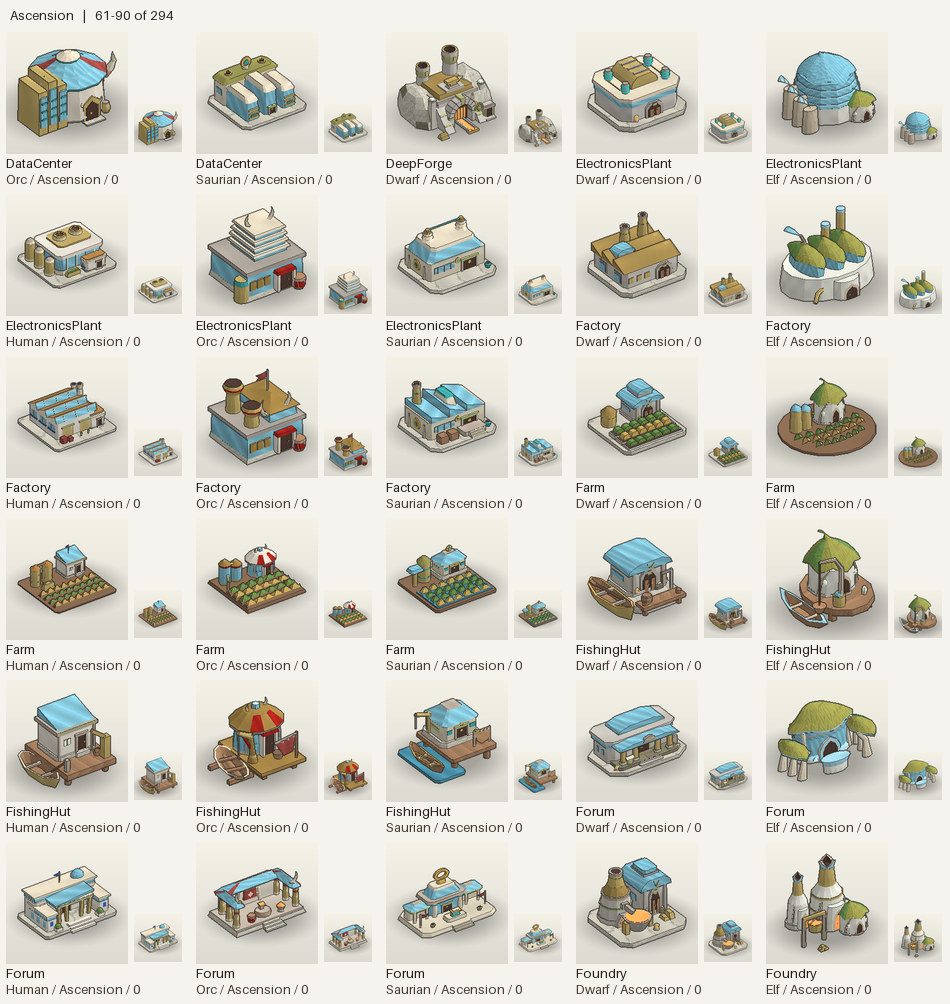 Ascension | 61-90 of 294
DataCenter
Orc / Ascension / 0
DataCenter
Saurian / Ascension / 0
DeepForge
Dwarf / Ascension / 0
ElectronicsPlant
Dwarf / Ascension / 0
ElectronicsPlant
Elf / Ascension / 0
ElectronicsPlant
Human / Ascension / 0
ElectronicsPlant
Orc / Ascension / 0
ElectronicsPlant
Saurian / Ascension / 0
Factory
Dwarf / Ascension / 0
Factory
Elf / Ascension / 0
Factory
Human / Ascension / 0
Factory
Orc / Ascension / 0
Factory
Saurian / Ascension / 0
Farm
Dwarf / Ascension / 0
Farm
Elf / Ascension / 0
Farm
Human / Ascension / 0
Farm
Orc / Ascension / 0
Farm
Saurian / Ascension / 0
FishingHut
Dwarf / Ascension / 0
FishingHut
Elf / Ascension / 0
FishingHut
Human / Ascension / 0
FishingHut
Orc / Ascension / 0
FishingHut
Saurian / Ascension / 0
Forum
Dwarf / Ascension / 0
Forum
Elf / Ascension / 0
Forum
Human / Ascension / 0
Forum
Orc / Ascension / 0
Forum
Saurian / Ascension / 0
Foundry
Dwarf / Ascension / 0
Foundry
Elf / Ascension / 0